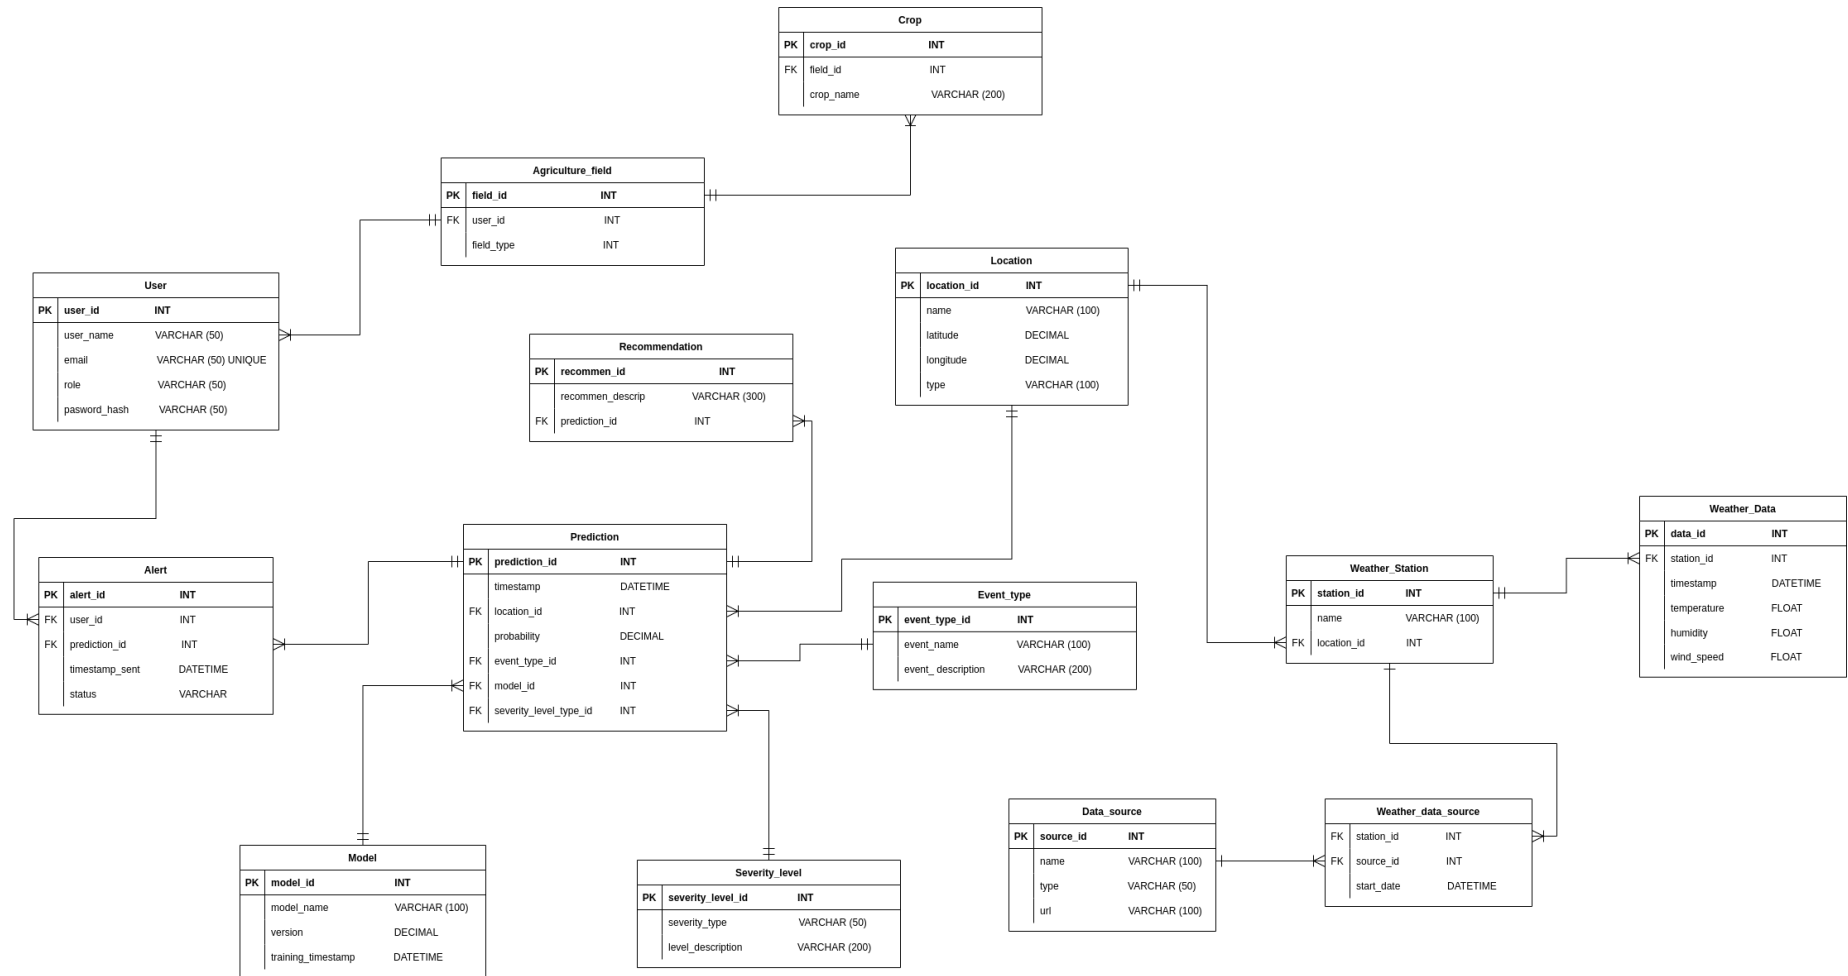 Crop
PK crop_id INT
FK field_id INT
crop_name VARCHAR (200)
Agriculture_field
PK field_id INT
FK user_id INT
field_type INT
User
PK user_id INT
user_name VARCHAR (50)
email VARCHAR (50) UNIQUE
role VARCHAR (50)
pasword_hash VARCHAR (50)
Location
PK location_id INT
name VARCHAR (100)
latitude DECIMAL
longitude DECIMAL
type VARCHAR (100)
Recommendation
PK recommen_id INT
recommen_descrip VARCHAR (300)
FK prediction_id INT
Prediction
PK prediction_id INT
timestamp DATETIME
FK location_id INT
probability DECIMAL
FK event_type_id INT
FK model_id INT
FK severity_level_type_id INT
Alert
PK alert_id INT
FK user_id INT
FK prediction_id INT
timestamp_sent DATETIME
status VARCHAR
Event_type
PK event_type_id INT
event_name VARCHAR (100)
event_ description VARCHAR (200)
Weather_Station
PK station_id INT
name VARCHAR (100)
FK location_id INT
Weather_Data
PK data_id INT
FK station_id INT
timestamp DATETIME
temperature FLOAT
humidity FLOAT
wind_speed FLOAT
Model
PK model_id INT
model_name VARCHAR (100)
version DECIMAL
training_timestamp DATETIME
Severity_level
PK severity_level_id INT
severity_type VARCHAR (50)
level_description VARCHAR (200)
Data_source
PK source_id INT
name VARCHAR (100)
type VARCHAR (50)
url VARCHAR (100)
Weather_data_source
FK station_id INT
FK source_id INT
start_date DATETIME